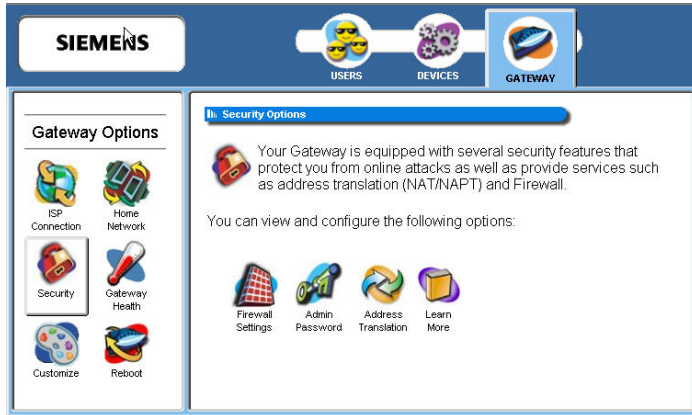 SIEMENS
USERS
DEVICES
GATEWAY
Gateway Options
ISP
Connection
Home
Network
Security
Gateway
Health
Customize
Reboot
Security Options
Your Gateway is equipped with several security features that
protect you from online attacks as well as provide services such
as address translation (NAT/NAPT) and Firewall.
You can view and configure the following options:
Firewall
Settings
Admin
Password
Address
Translation
Learn
More